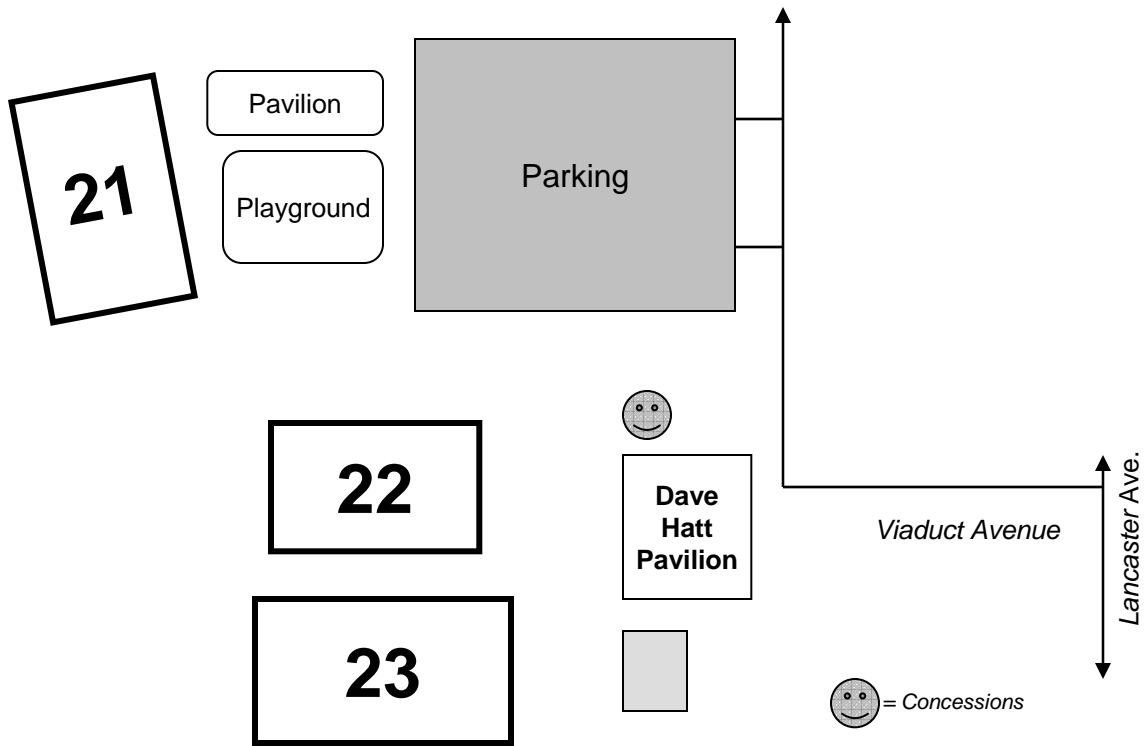 Pavilion
21
Playground
Parking
22
Dave
Hatt
Pavilion
Viaduct Avenue
Lancaster Ave.
23
= Concessions